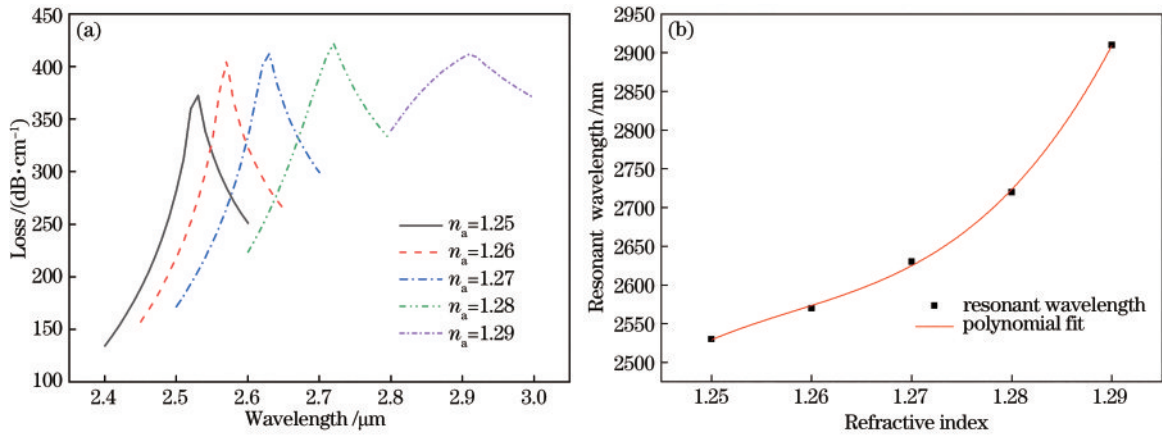 (a)
450
400
350
300
250
200
150
100
Loss /(dB·cm⁻¹)
nₐ=1.25
nₐ=1.26
nₐ=1.27
nₐ=1.28
nₐ=1.29
2.4 2.5 2.6 2.7 2.8 2.9 3.0
Wavelength /μm
(b)
2950
2900
2850
2800
2750
2700
2650
2600
2550
2500
Resonant wavelength /nm
resonant wavelength
polynomial fit
1.25 1.26 1.27 1.28 1.29
Refractive index